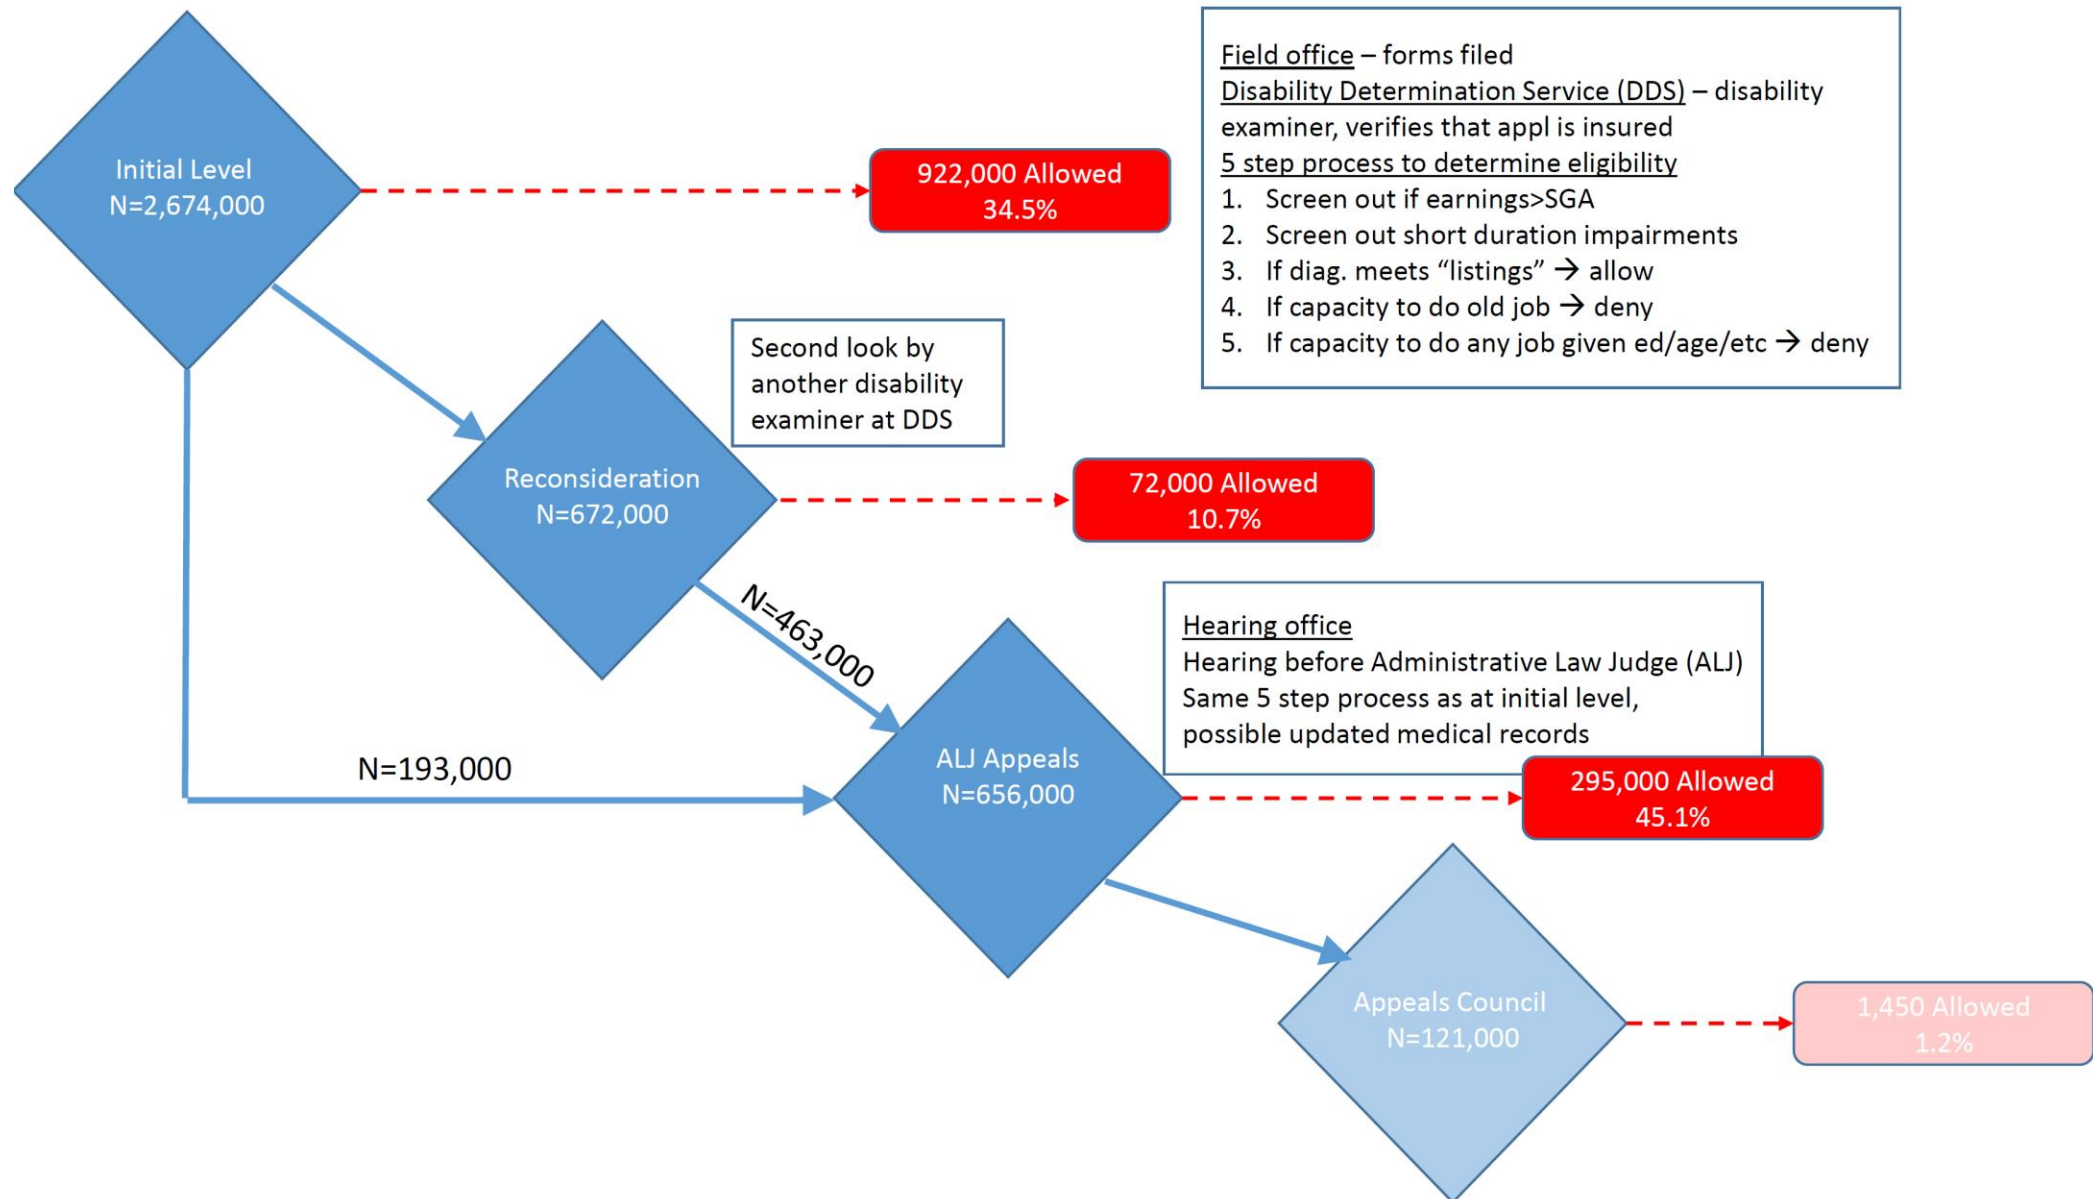 Field office – forms filed
Disability Determination Service (DDS) – disability
examiner, verifies that appl is insured
5 step process to determine eligibility
1. Screen out if earnings>SGA
2. Screen out short duration impairments
3. If diag. meets “listings” → allow
4. If capacity to do old job → deny
5. If capacity to do any job given ed/age/etc → deny
Initial Level
N=2,674,000
922,000 Allowed
34.5%
Second look by
another disability
examiner at DDS
Reconsideration
N=672,000
72,000 Allowed
10.7%
N=463,000
Hearing office
Hearing before Administrative Law Judge (ALJ)
Same 5 step process as at initial level,
possible updated medical records
N=193,000
ALJ Appeals
N=656,000
295,000 Allowed
45.1%
Appeals Council
N=121,000
1,450 Allowed
1.2%